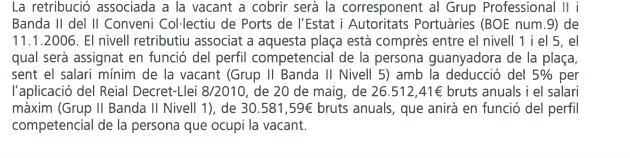 La retribució associada a la vacant a cobrir serà la corresponent al Grup Professional II i
Banda II del II Conveni Col·lectiu de Ports de l'Estat i Autoritats Portuàries (BOE num.9) de
11.1.2006. El nivell retributiu associat a aquesta plaça està comprès entre el nivell 1 i el 5, el
qual serà assignat en funció del perfil competencial de la persona guanyadora de la plaça,
sent el salari mínim de la vacant (Grup II Banda II Nivell 5) amb la deducció del 5% per
l'aplicació del Reial Decret-Llei 8/2010, de 20 de maig, de 26.512,41€ bruts anuals i el salari
màxim (Grup II Banda II Nivell 1), de 30.581,59€ bruts anuals, que anirà en funció del perfil
competencial de la persona que ocupi la vacant.